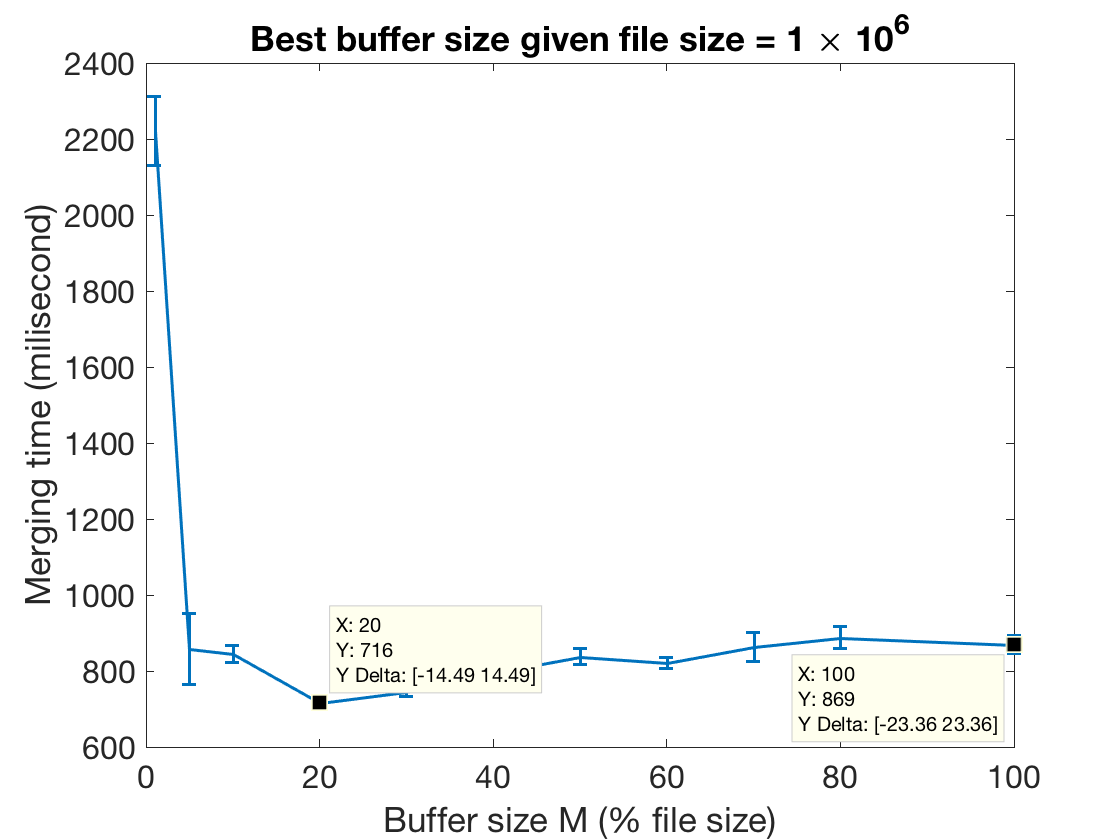 Best buffer size given file size = 1 × 10⁶
2400
2200
2000
1800
1600
1400
1200
1000
800
600
Merging time (milisecond)
X: 20
Y: 716
Y Delta: [-14.49 14.49]
X: 100
Y: 869
Y Delta: [-23.36 23.36]
0 20 40 60 80 100
Buffer size M (% file size)